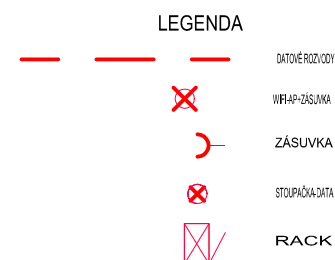 LEGENDA
DATOVÉ ROZVODY
WIFI-AP+ZÁSUVKA
ZÁSUVKA
STOUPAČKA-DATA
RACK